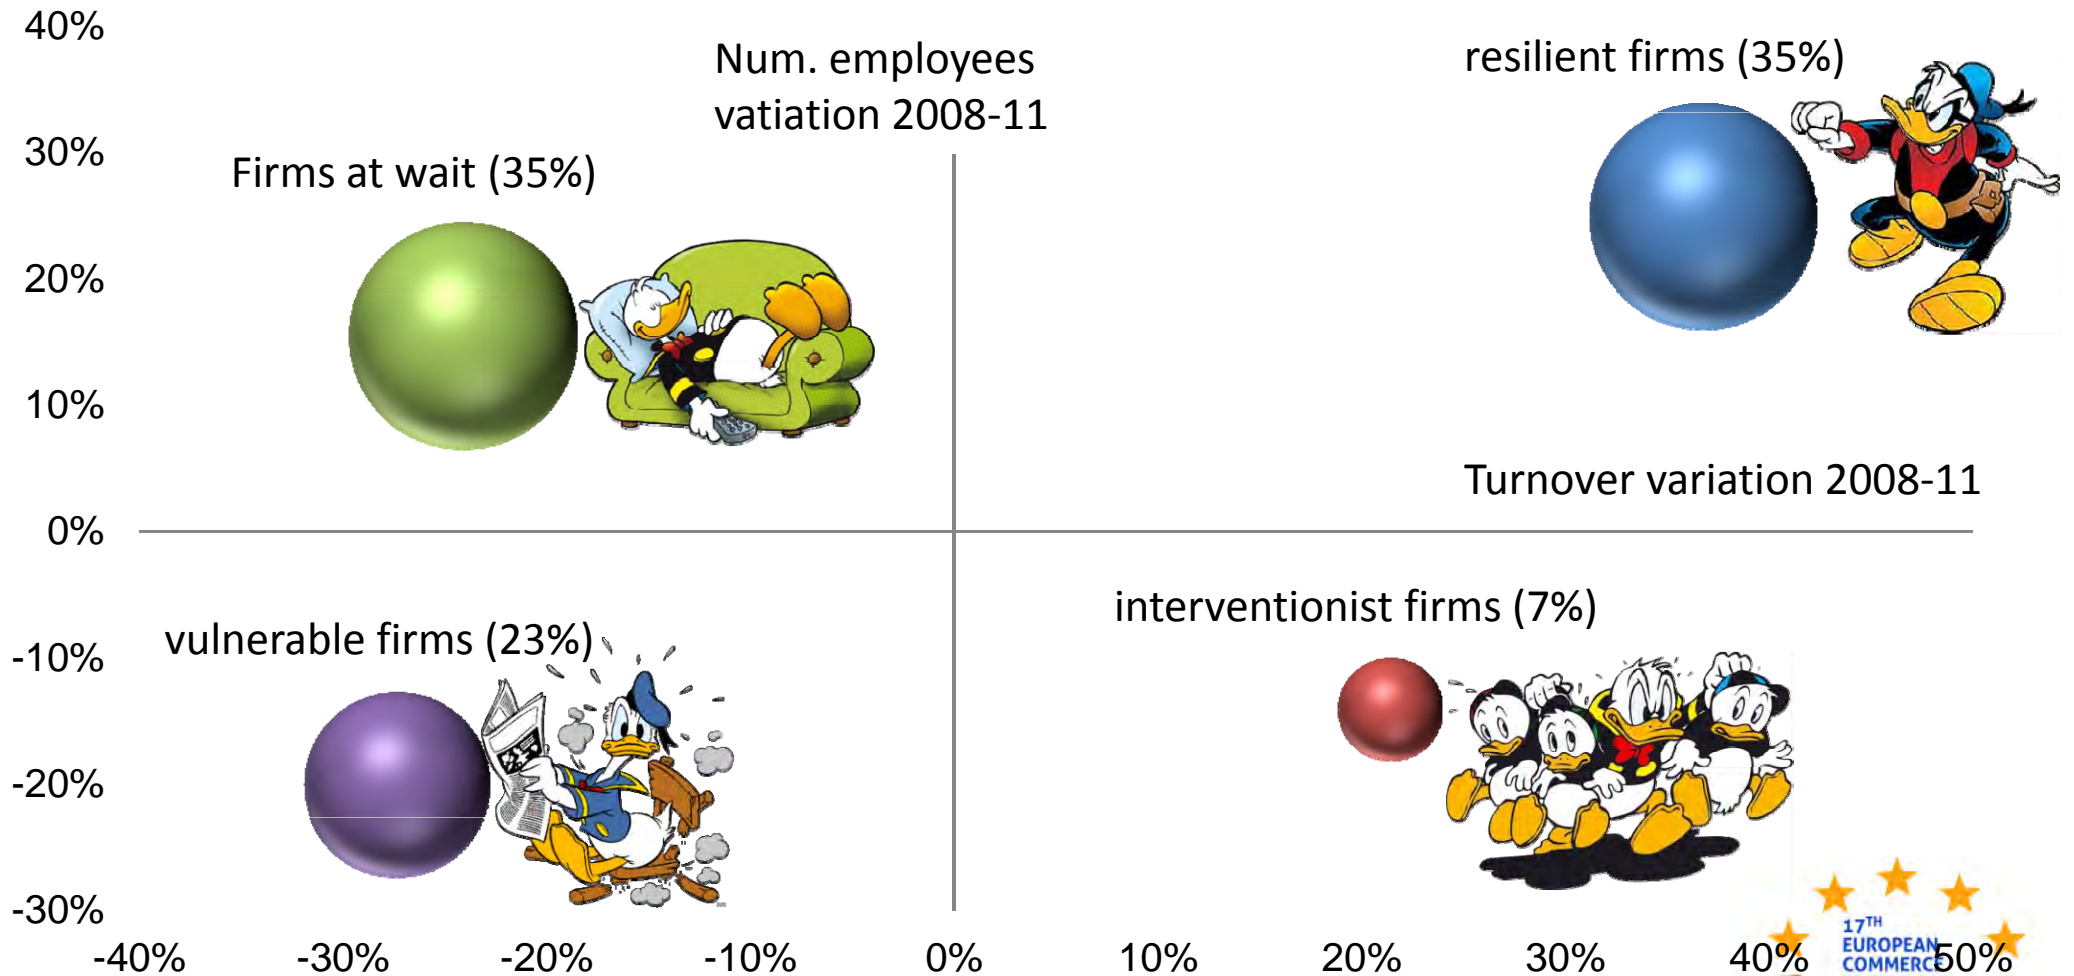 40%
Num. employees
vatiation 2008-11
resilient firms (35%)
30%
Firms at wait (35%)
20%
10%
Turnover variation 2008-11
0%
interventionist firms (7%)
vulnerable firms (23%)
-10%
-20%
-30%
17TH
EUROPEAN
COMMERCE
-40% -30% -20% -10% 0% 10% 20% 30% 40% 50%